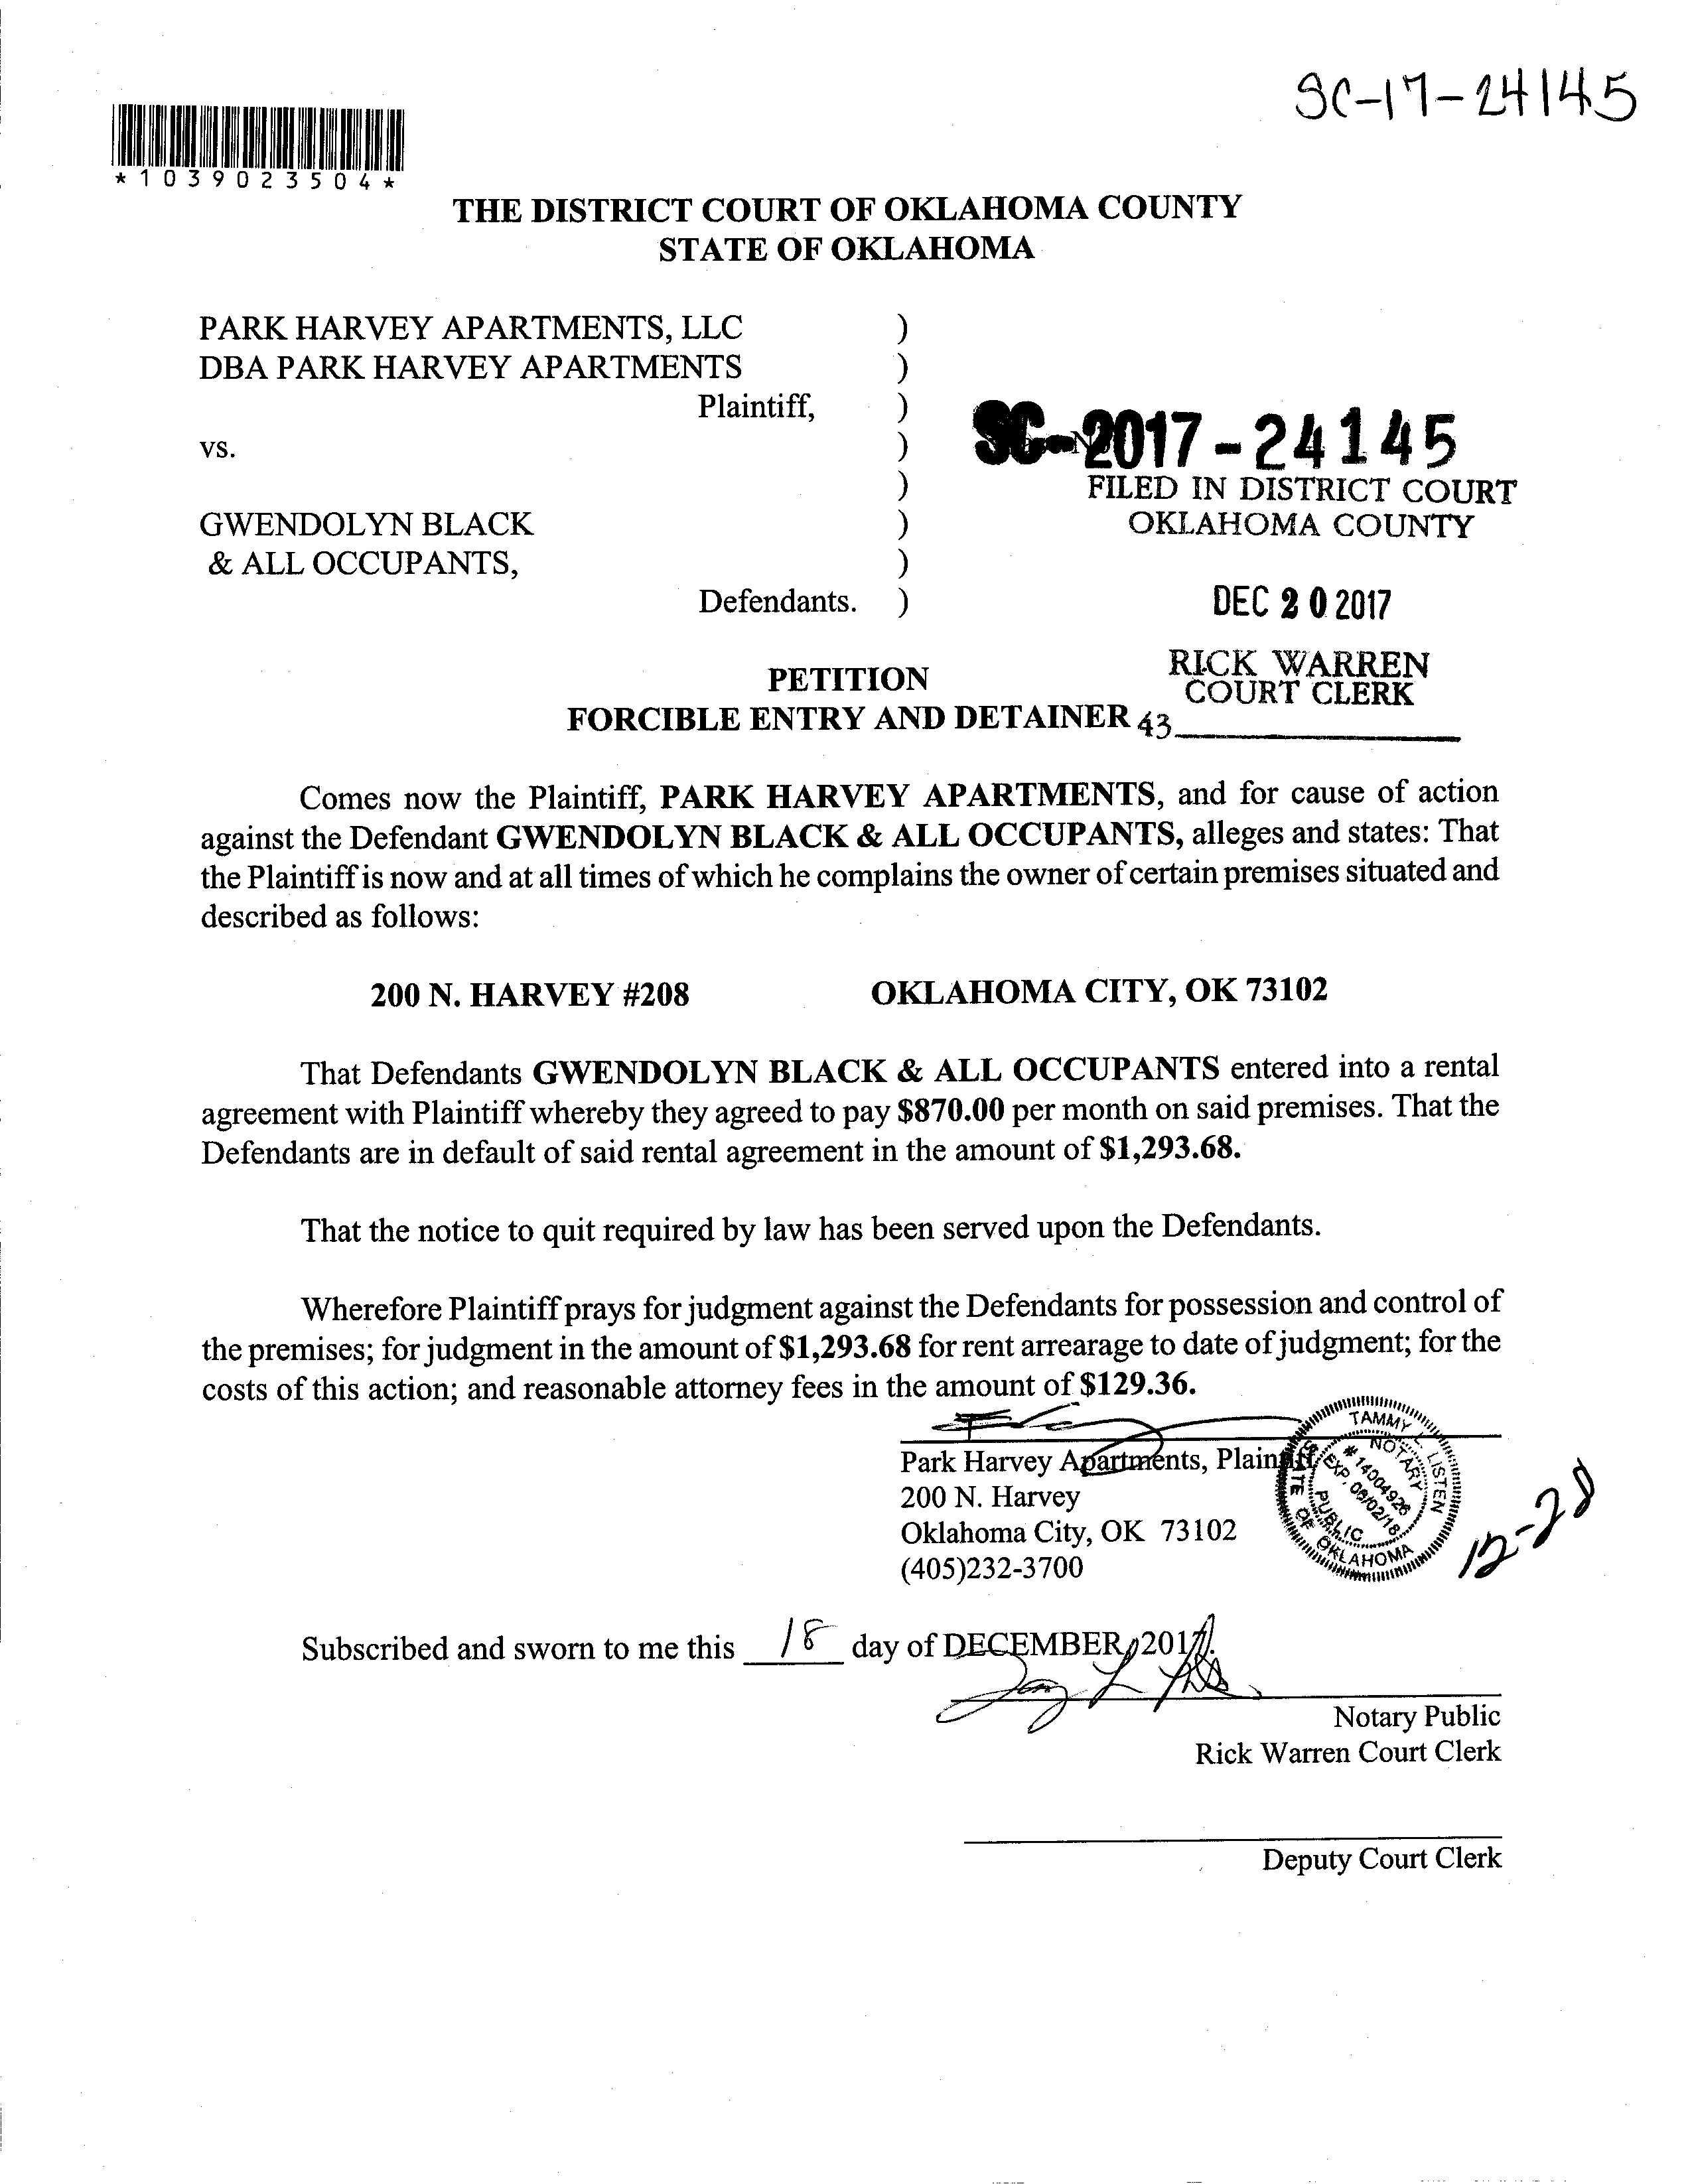 SC-17-24145
*1039023504*
THE DISTRICT COURT OF OKLAHOMA COUNTY
STATE OF OKLAHOMA
PARK HARVEY APARTMENTS, LLC )
DBA PARK HARVEY APARTMENTS )
Plaintiff, )
vs. )
)
GWENDOLYN BLACK )
& ALL OCCUPANTS, )
Defendants. )
SC-2017-24145
FILED IN DISTRICT COURT
OKLAHOMA COUNTY
DEC 20 2017
RICK WARREN
COURT CLERK
43
PETITION
FORCIBLE ENTRY AND DETAINER
Comes now the Plaintiff, PARK HARVEY APARTMENTS, and for cause of action
against the Defendant GWENDOLYN BLACK & ALL OCCUPANTS, alleges and states: That
the Plaintiff is now and at all times of which he complains the owner of certain premises situated and
described as follows:
200 N. HARVEY #208 OKLAHOMA CITY, OK 73102
That Defendants GWENDOLYN BLACK & ALL OCCUPANTS entered into a rental
agreement with Plaintiff whereby they agreed to pay $870.00 per month on said premises. That the
Defendants are in default of said rental agreement in the amount of $1,293.68.
That the notice to quit required by law has been served upon the Defendants.
Wherefore Plaintiff prays for judgment against the Defendants for possession and control of
the premises; for judgment in the amount of $1,293.68 for rent arrearage to date of judgment; for the
costs of this action; and reasonable attorney fees in the amount of $129.36.
Park Harvey Apartments, Plaintiff
200 N. Harvey
Oklahoma City, OK 73102
(405)232-3700
TAMMY L. LISTEN
NOTARY
# 14004926
EXP. 06/02/18
PUBLIC
STATE OF OKLAHOMA
12-28
Subscribed and sworn to me this 18 day of DECEMBER, 2017.
Notary Public
Rick Warren Court Clerk
Deputy Court Clerk